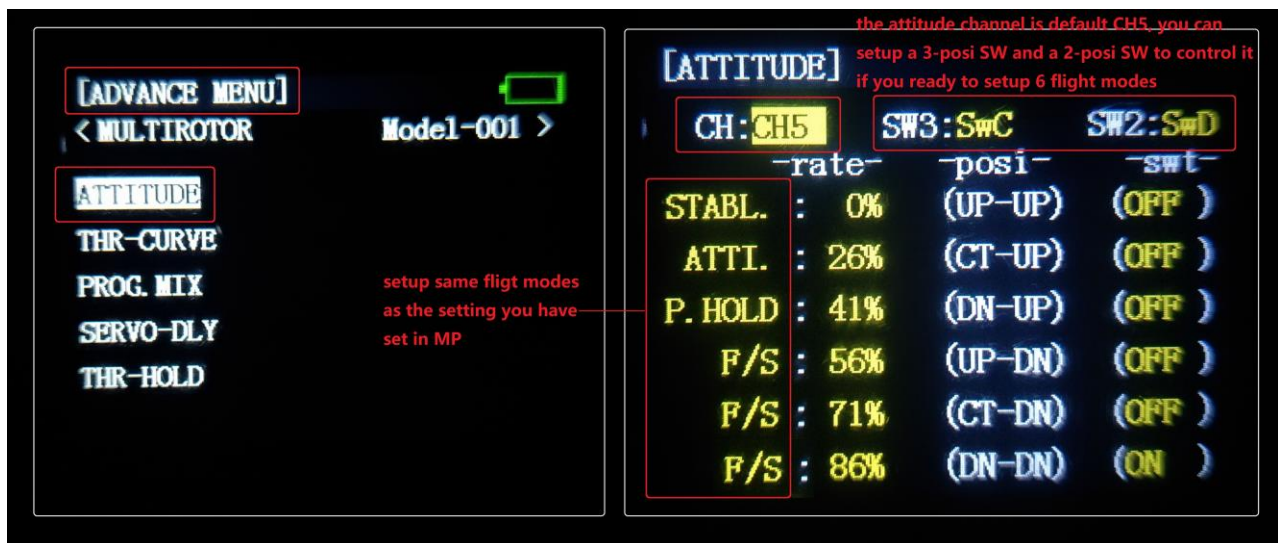 [ADVANCE MENU]
< MULTIROTOR Model-001 >
ATTITUDE
THR-CURVE
PROG.MIX
SERVO-DLY
THR-HOLD
setup same fligt modes
as the setting you have
set in MP
the attitude channel is default CH5, you can
setup a 3-posi SW and a 2-posi SW to control it
if you ready to setup 6 flight modes
[ATTITUDE]
CH:CH5 SW3:SwC SW2:SwD
-rate- -posi- -swt-
STABL. : 0% (UP-UP) (OFF )
ATTI. : 26% (CT-UP) (OFF )
P.HOLD : 41% (DN-UP) (OFF )
F/S : 56% (UP-DN) (OFF )
F/S : 71% (CT-DN) (OFF )
F/S : 86% (DN-DN) (ON )